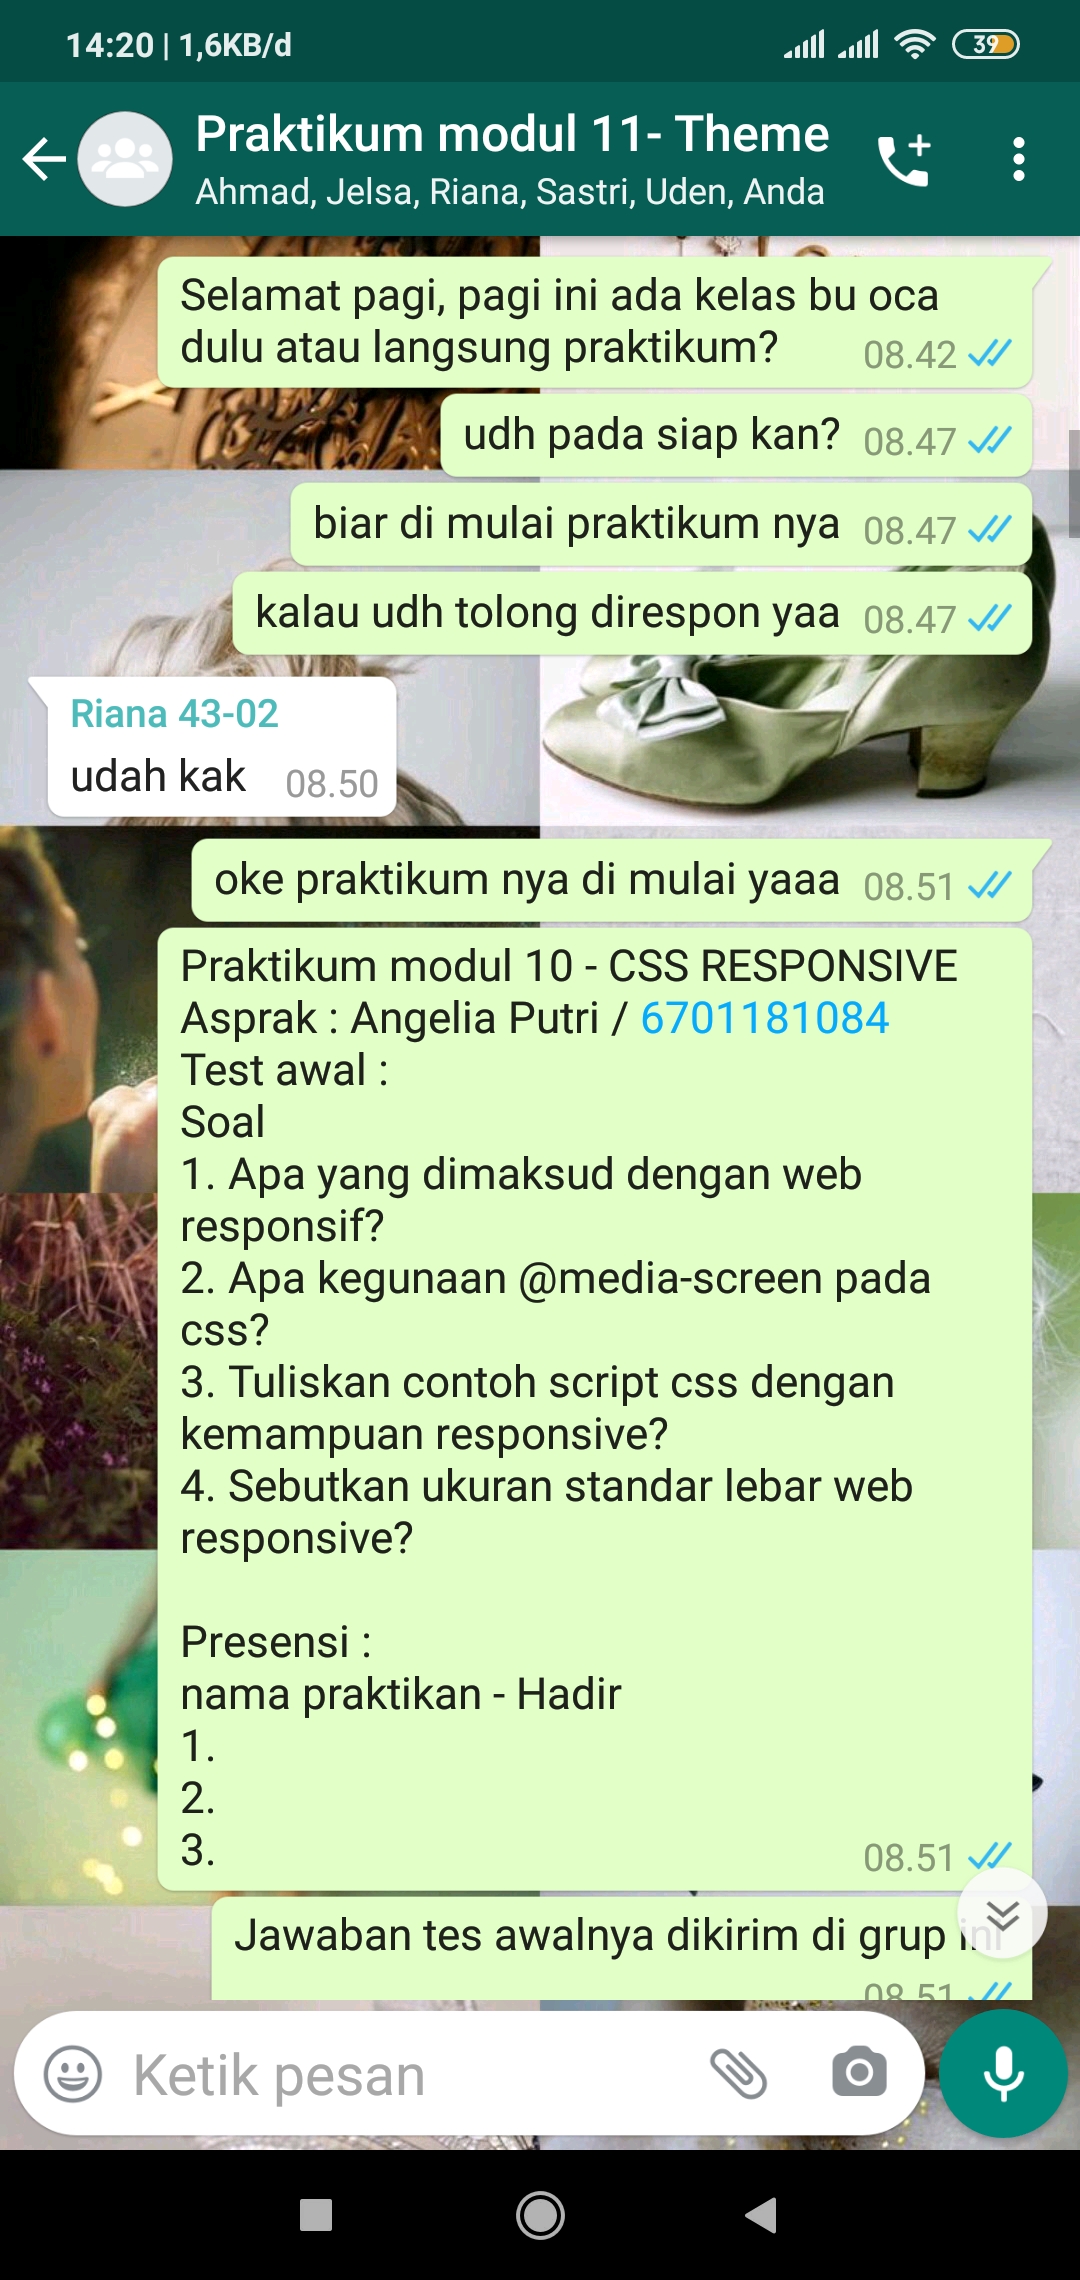 14:20 | 1,6KB/d
39
Praktikum modul 11- Theme
Ahmad, Jelsa, Riana, Sastri, Uden, Anda
Selamat pagi, pagi ini ada kelas bu oca
dulu atau langsung praktikum? 08.42
udh pada siap kan? 08.47
biar di mulai praktikum nya 08.47
kalau udh tolong direspon yaa 08.47
Riana 43-02
udah kak 08.50
oke praktikum nya di mulai yaaa 08.51
Praktikum modul 10 - CSS RESPONSIVE
Asprak : Angelia Putri / 6701181084
Test awal :
Soal
1. Apa yang dimaksud dengan web
responsif?
2. Apa kegunaan @media-screen pada
css?
3. Tuliskan contoh script css dengan
kemampuan responsive?
4. Sebutkan ukuran standar lebar web
responsive?
Presensi :
nama praktikan - Hadir
1.
2.
3. 08.51
Jawaban tes awalnya dikirim di grup ini
08.51
Ketik pesan